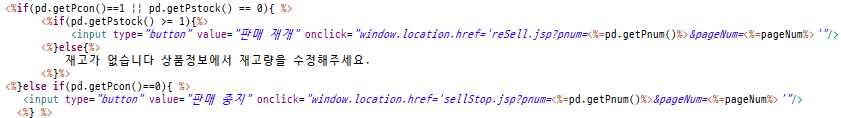 <%if(pd.getPcon()==1 || pd.getPstock() == 0){ %>
<%if(pd.getPstock() >= 1){%>
<input type="button" value="판매 재개" onclick="window.location.href='reSell.jsp?pnum=<%=pd.getPnum()%>&pageNum=<%=pageNum%>'"/>
<%}else{%>
재고가 없습니다 상품정보에서 재고량을 수정해주세요.
<%}%>
<%}else if(pd.getPcon()==0){ %>
<input type="button" value="판매 중지" onclick="window.location.href='sellStop.jsp?pnum=<%=pd.getPnum()%>&pageNum=<%=pageNum%>'"/>
<%} %>